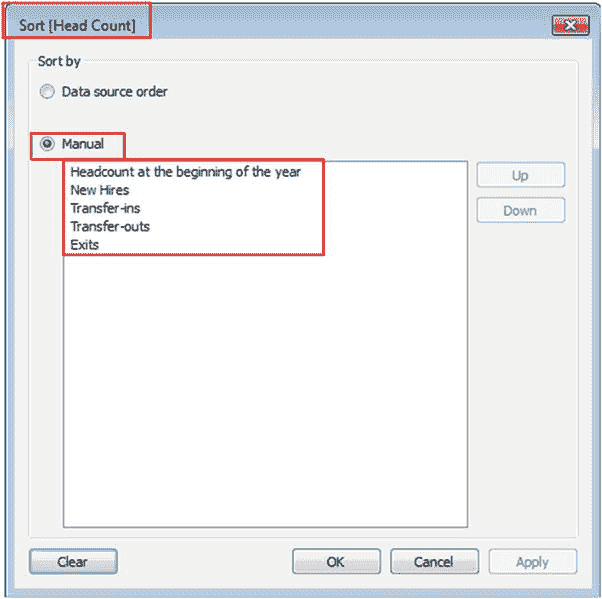 Sort [Head Count]
Sort by
Data source order
Manual
Headcount at the beginning of the year
New Hires
Transfer-ins
Transfer-outs
Exits
Up
Down
Clear
OK
Cancel
Apply